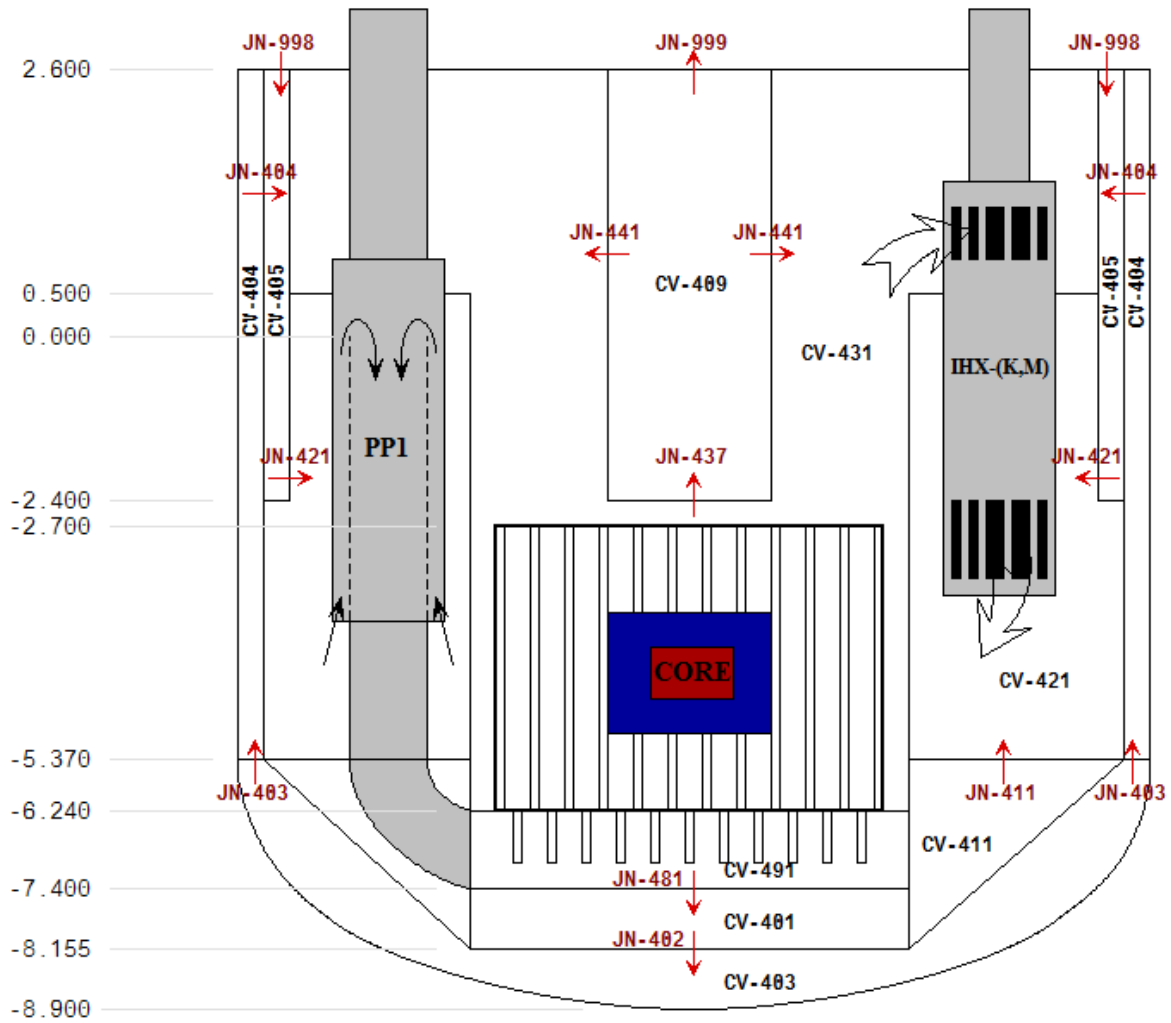 JN-998
JN-999
JN-998
2.600
JN-404
JN-404
JN-441
JN-441
CV-404
CV-405
CV-409
CV-405
CV-404
0.500
0.000
CV-431
IHX-(K,M)
PP1
JN-421
JN-437
JN-421
-2.400
-2.700
CORE
CV-421
-5.370
JN-403
JN-411
JN-403
-6.240
CV-411
CV-491
JN-481
-7.400
CV-401
JN-402
-8.155
CV-403
-8.900